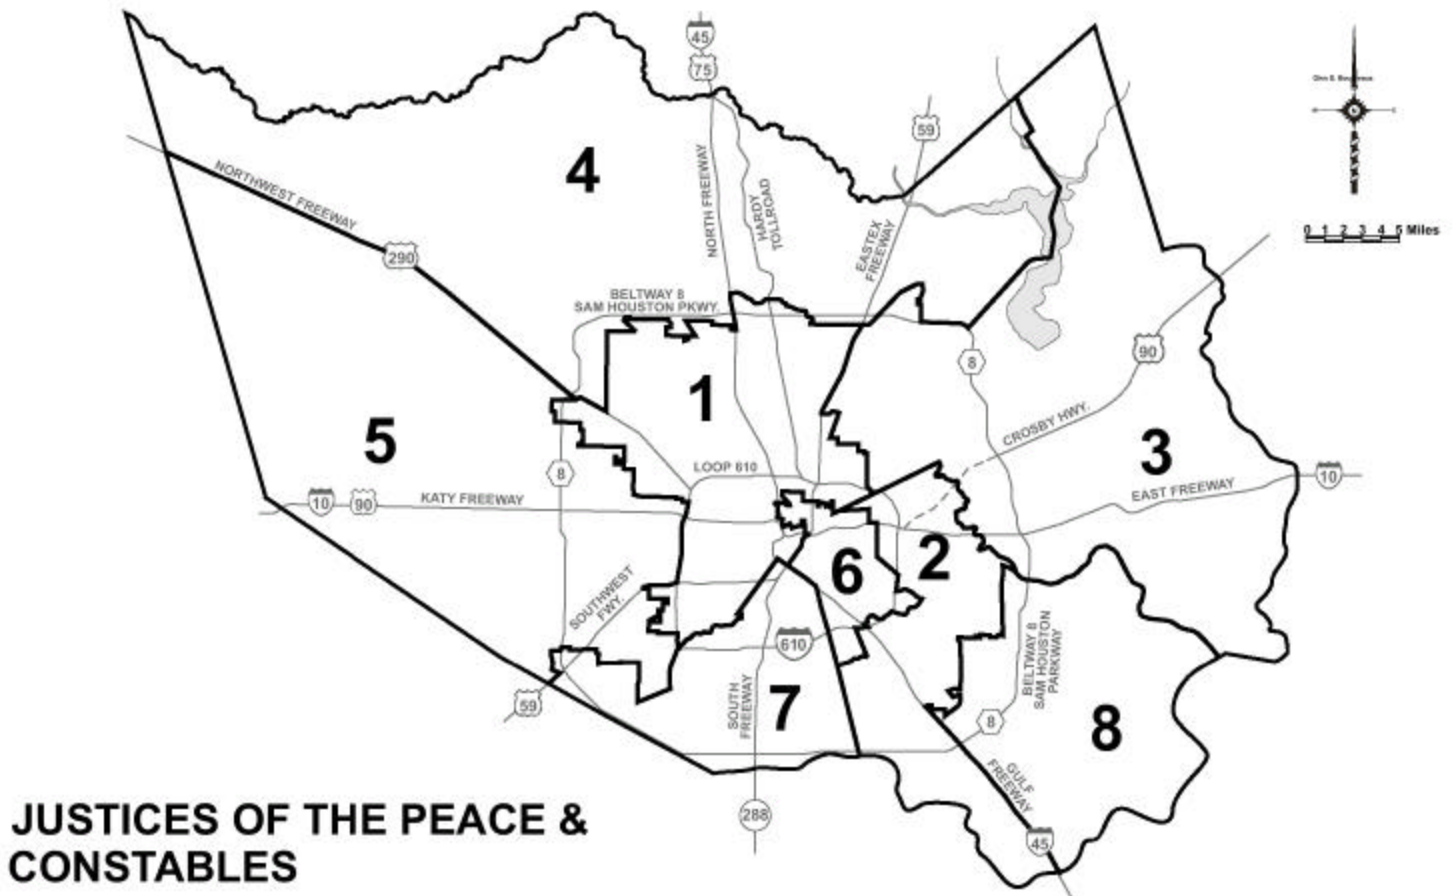 45
75
59
4
NORTHWEST FREEWAY
NORTH FREEWAY
HARDY
TOLLROAD
EASTEX
FREEWAY
0 1 2 3 4 5 Miles
290
BELTWAY 8
SAM HOUSTON PKWY.
8
90
1
CROSBY HWY.
5
3
8
LOOP 610
10
90
KATY FREEWAY
EAST FREEWAY
10
6
2
SOUTHWEST
FWY.
610
BELTWAY 8
SAM HOUSTON
PARKWAY
59
SOUTH
FREEWAY
7
8
8
GULF
FREEWAY
288
45
JUSTICES OF THE PEACE &
CONSTABLES